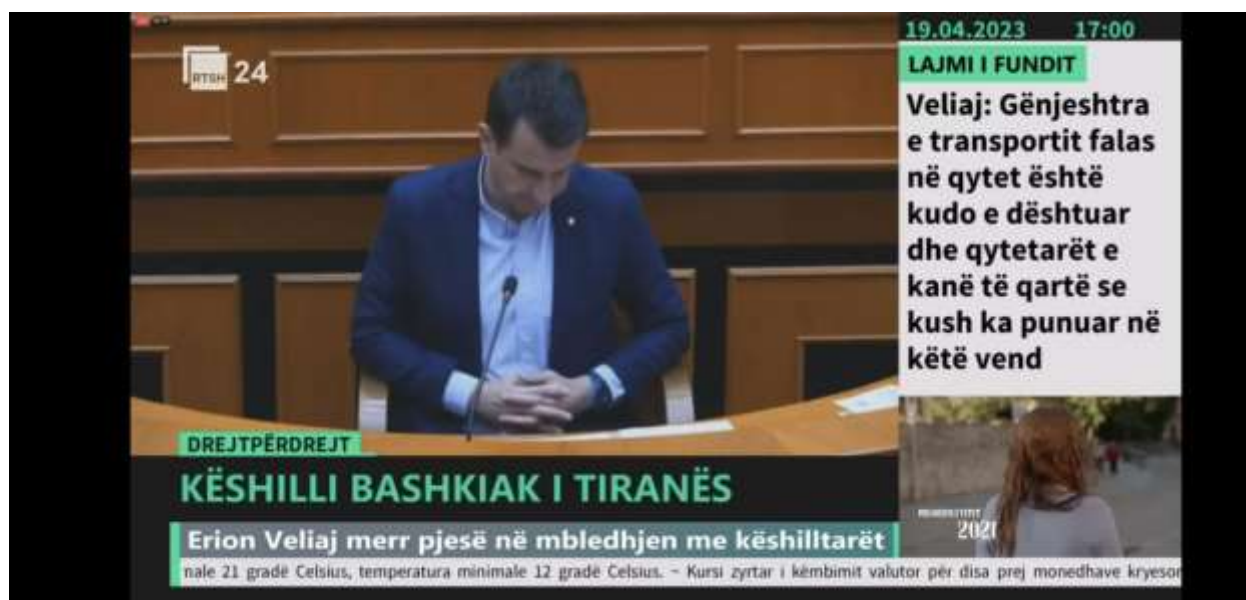 RTSH 24
19.04.2023 17:00
LAJMI I FUNDIT
Veliaj: Gënjeshtra
e transportit falas
në qytet është
kudo e dështuar
dhe qytetarët e
kanë të qartë se
kush ka punuar në
këtë vend
DREJTPËRDREJT
KËSHILLI BASHKIAK I TIRANËS
2021
Erion Veliaj merr pjesë në mbledhjen me këshilltarët
nale 21 gradë Celsius, temperatura minimale 12 gradë Celsius. ~ Kursi zyrtar i këmbimit valutor për disa prej monedhave kryesor